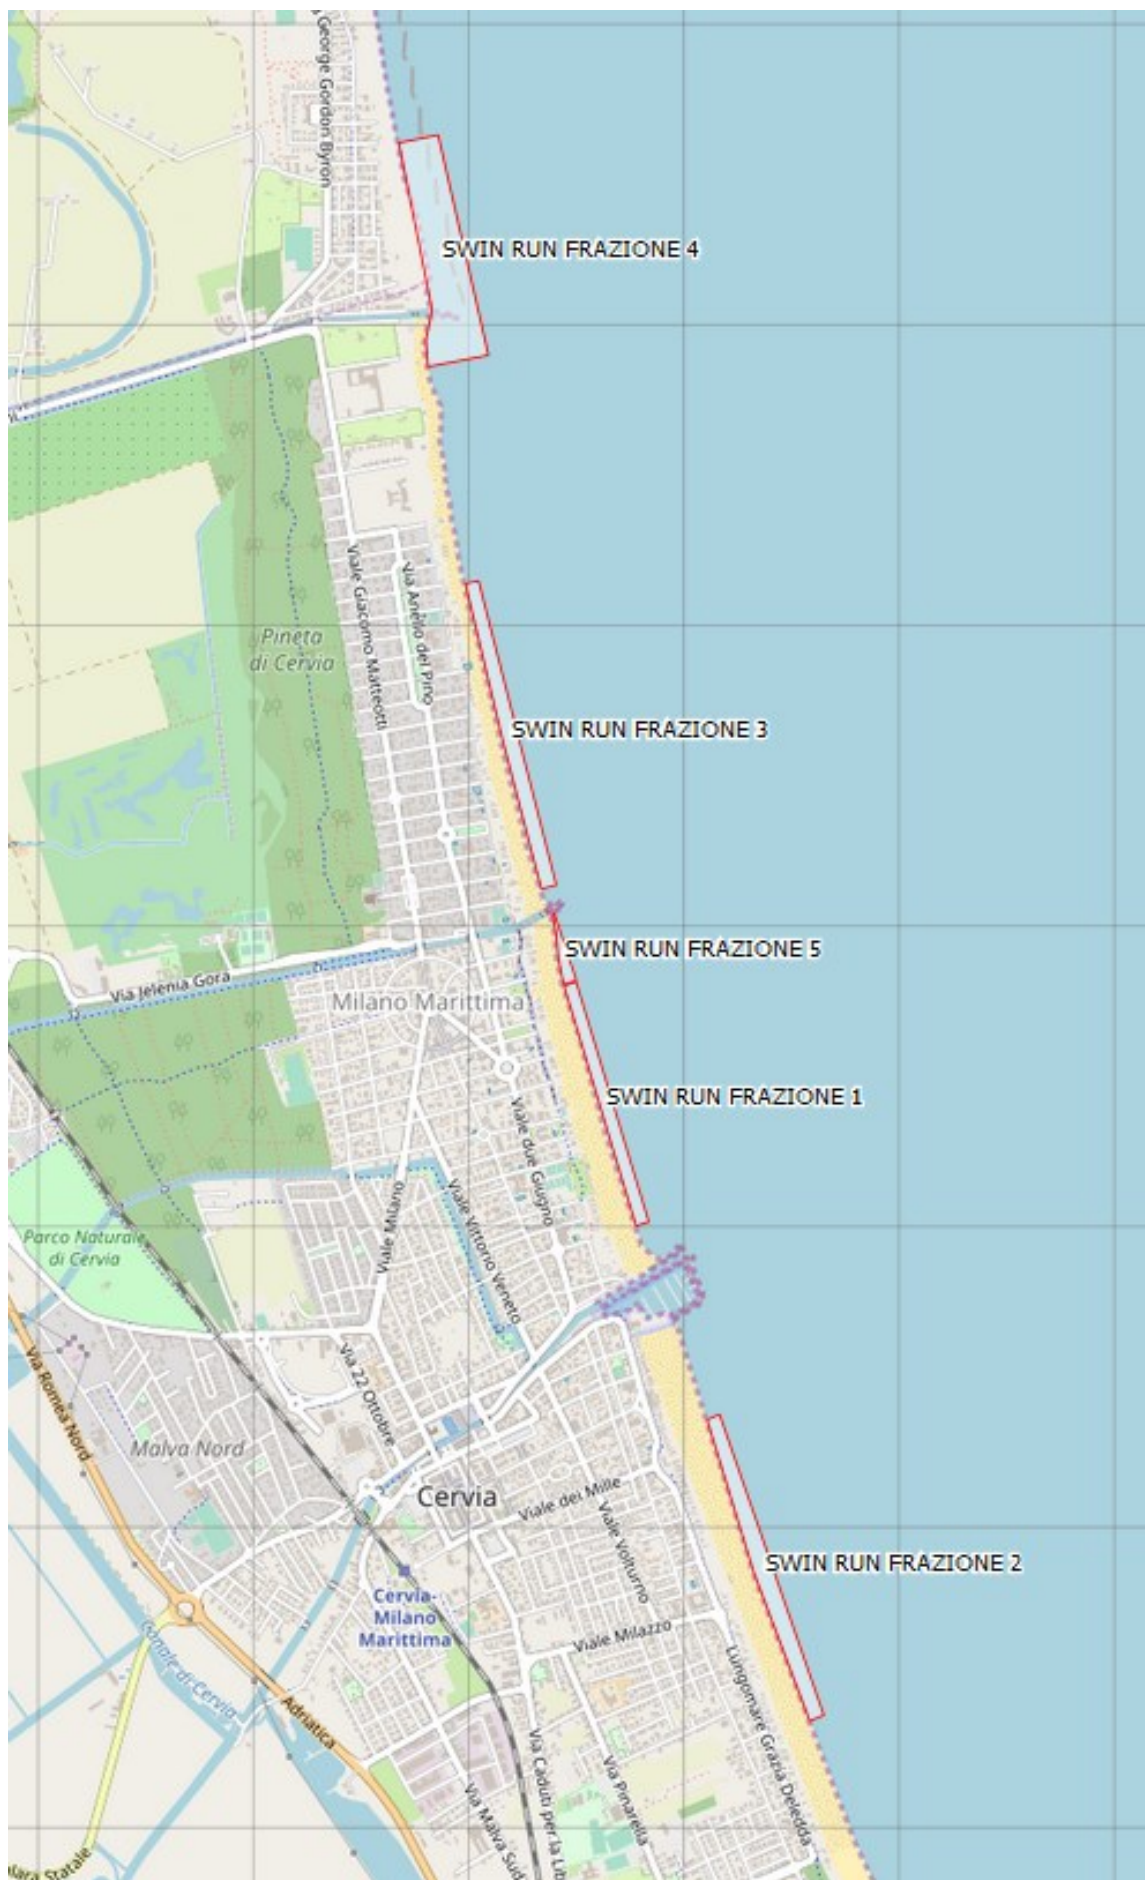 George Gordon Byron
SWIN RUN FRAZIONE 4
Viale Giacomo Matteotti
Via Anello del Pino
Pineta
di Cervia
SWIN RUN FRAZIONE 3
SWIN RUN FRAZIONE 5
Via Jelenia Gora
Milano Marittima
SWIN RUN FRAZIONE 1
Viale due Giugno
Viale Milano
Viale Vittorio Veneto
Parco Naturale
di Cervia
Via Romea Nord
Via 22 Ottobre
Malva Nord
Cervia
Viale dei Mille
Viale Volturno
SWIN RUN FRAZIONE 2
Cervia-
Milano
Marittima
Viale Milazzo
Canale di Cervia
Adriatica
Lungomare Grazia Deledda
Via Caduti per la Lib
Via Pinarella
Via Malva Sud
lara Statale